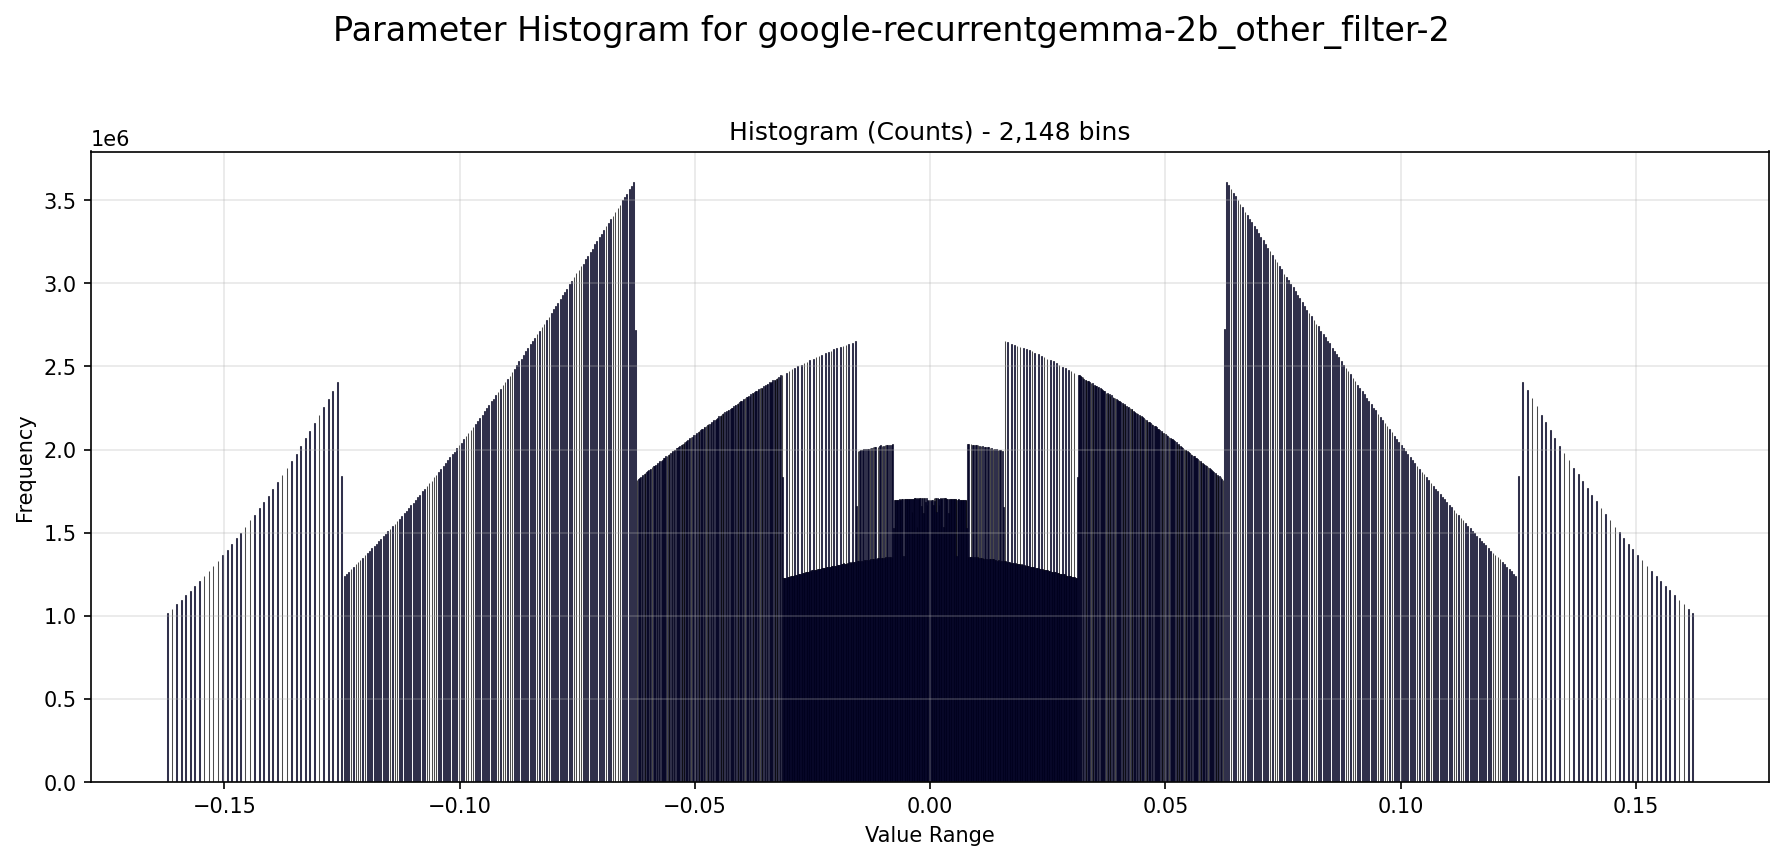 Parameter Histogram for google-recurrentgemma-2b_other_filter-2
Histogram (Counts) - 2,148 bins
1e6
3.5
3.0
2.5
2.0
1.5
1.0
0.5
0.0
Frequency
−0.15 −0.10 −0.05 0.00 0.05 0.10 0.15
Value Range